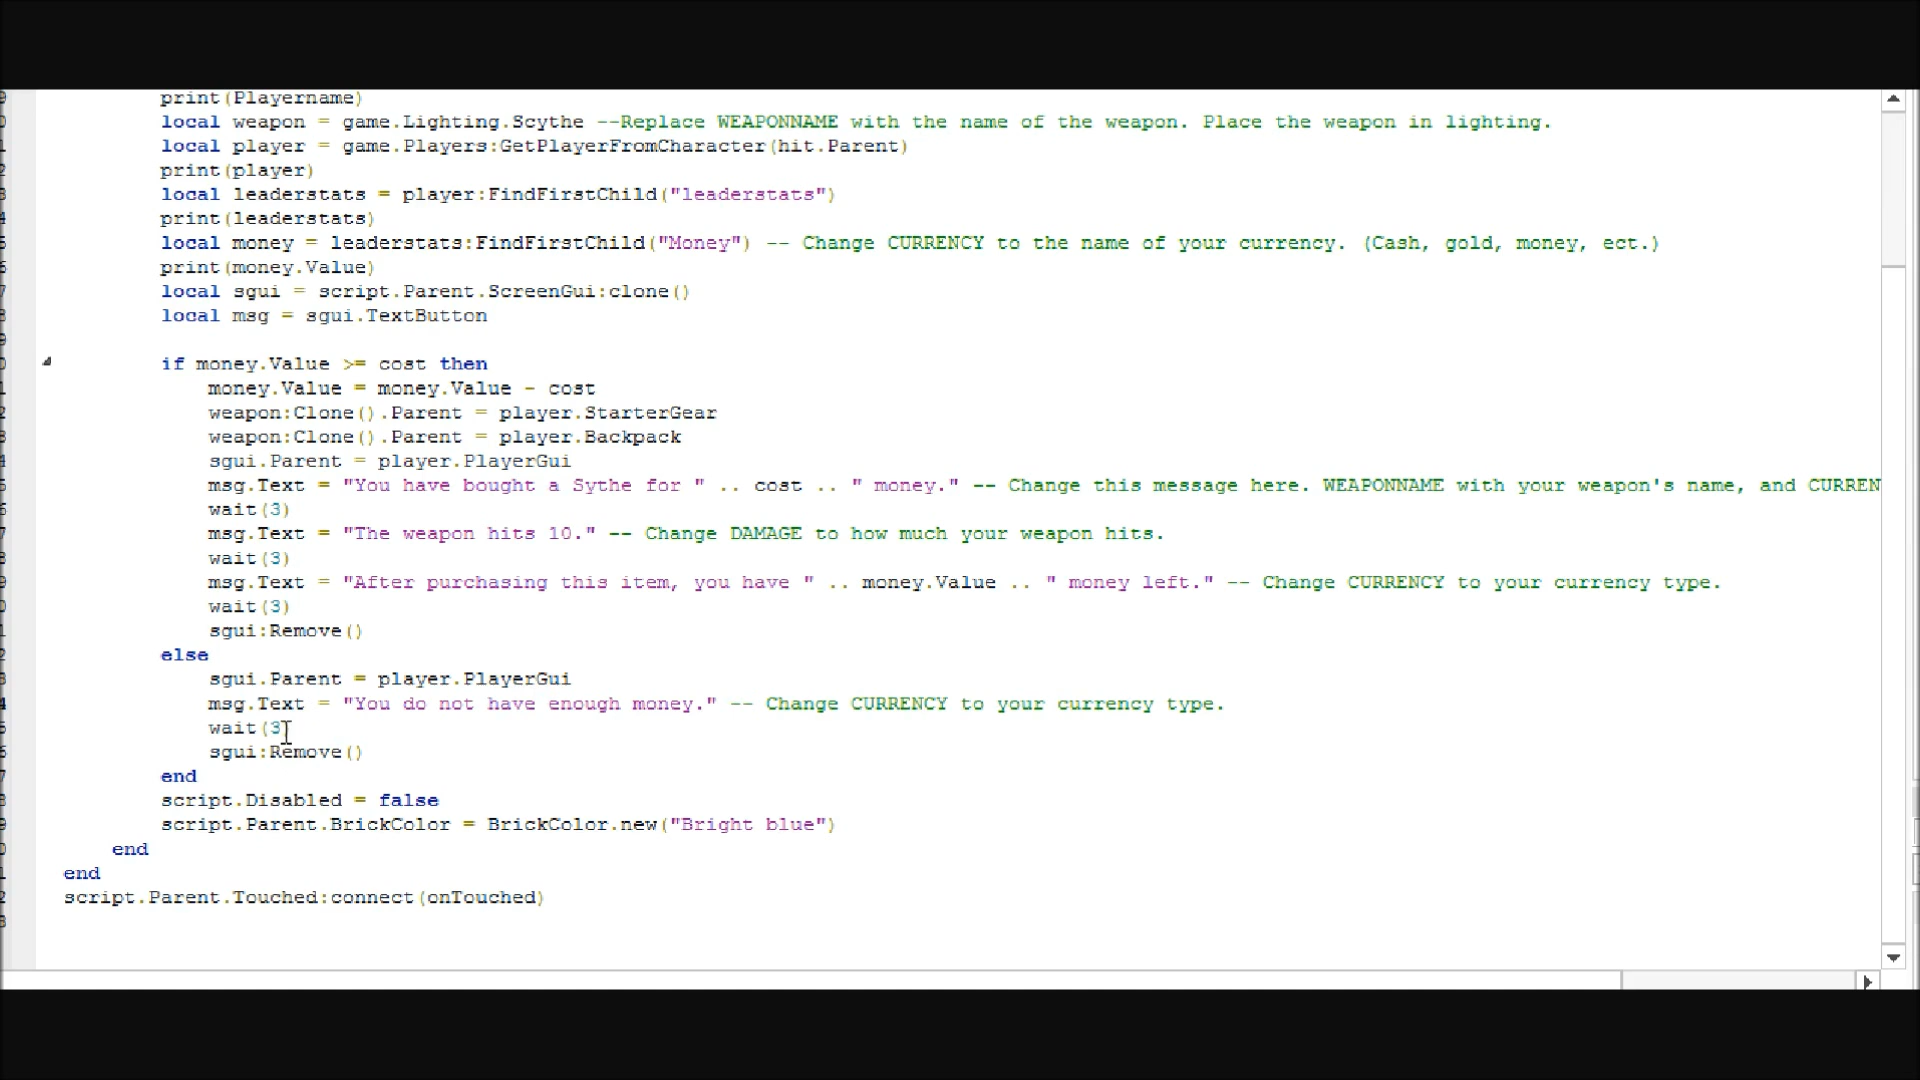 print(Playername)
local weapon = game.Lighting.Scythe --Replace WEAPONNAME with the name of the weapon. Place the weapon in lighting.
local player = game.Players:GetPlayerFromCharacter(hit.Parent)
print(player)
local leaderstats = player:FindFirstChild("leaderstats")
print(leaderstats)
local money = leaderstats:FindFirstChild("Money") -- Change CURRENCY to the name of your currency. (Cash, gold, money, ect.)
print(money.Value)
local sgui = script.Parent.ScreenGui:clone()
local msg = sgui.TextButton
if money.Value >= cost then
money.Value = money.Value - cost
weapon:Clone().Parent = player.StarterGear
weapon:Clone().Parent = player.Backpack
sgui.Parent = player.PlayerGui
msg.Text = "You have bought a Sythe for " .. cost .. " money." -- Change this message here. WEAPONNAME with your weapon's name, and CURREN
wait(3)
msg.Text = "The weapon hits 10." -- Change DAMAGE to how much your weapon hits.
wait(3)
msg.Text = "After purchasing this item, you have " .. money.Value .. " money left." -- Change CURRENCY to your currency type.
wait(3)
sgui:Remove()
else
sgui.Parent = player.PlayerGui
msg.Text = "You do not have enough money." -- Change CURRENCY to your currency type.
wait(3)
sgui:Remove()
end
script.Disabled = false
script.Parent.BrickColor = BrickColor.new("Bright blue")
end
end
script.Parent.Touched:connect(onTouched)